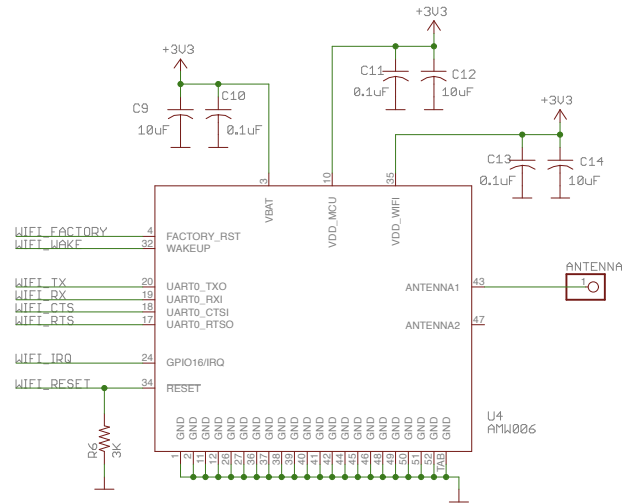 +3V3
+3V3
C11
C12
0.1uF
10uF
C9
C10
10uF
0.1uF
+3V3
C13
C14
0.1uF
10uF
3
10
35
VBAT
VDD_MCU
VDD_WIFI
WIFI_FACTORY
4
FACTORY_RST
WIFI_WAKE
32
WAKEUP
WIFI_TX
20
UART0_TXO
WIFI_RX
19
UART0_RXI
WIFI_CTS
18
UART0_CTSI
WIFI_RTS
17
UART0_RTSO
ANTENNA1
43
ANTENNA
1
ANTENNA2
47
WIFI_IRQ
24
GPIO16/IRQ
WIFI_RESET
34
RESET
R6
3K
U4
AMW006
GND GND GND GND GND GND GND GND GND GND GND GND GND GND GND GND GND GND GND GND GND GND
1 2 11 12 26 27 36 37 38 39 40 41 42 44 45 46 48 49 50 51 52 TAB